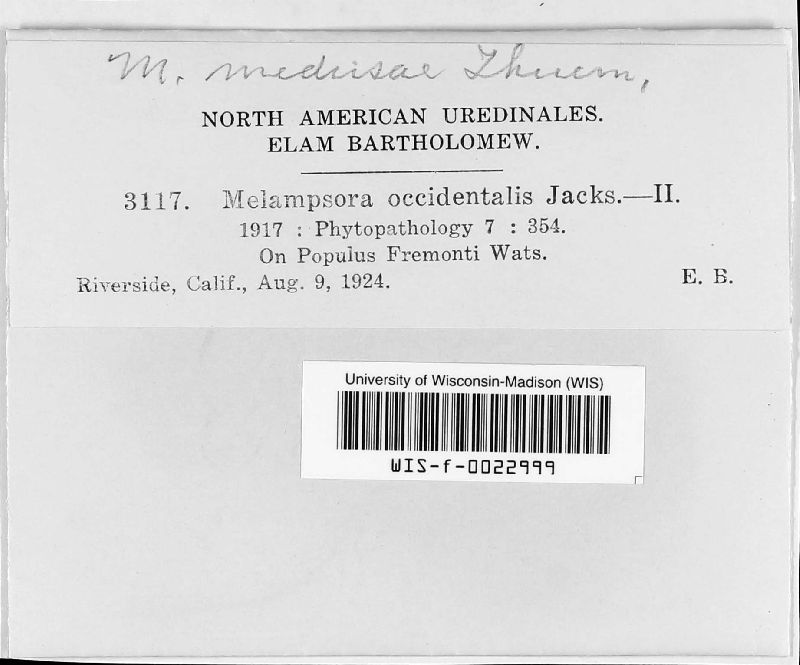 M. medusae Thuem,
NORTH AMERICAN UREDINALES.
ELAM BARTHOLOMEW.
3117. Melampsora occidentalis Jacks.—II.
1917 : Phytopathology 7 : 354.
On Populus Fremonti Wats.
Riverside, Calif., Aug. 9, 1924. E. B.
University of Wisconsin-Madison (WIS)
WIS-f-0022999